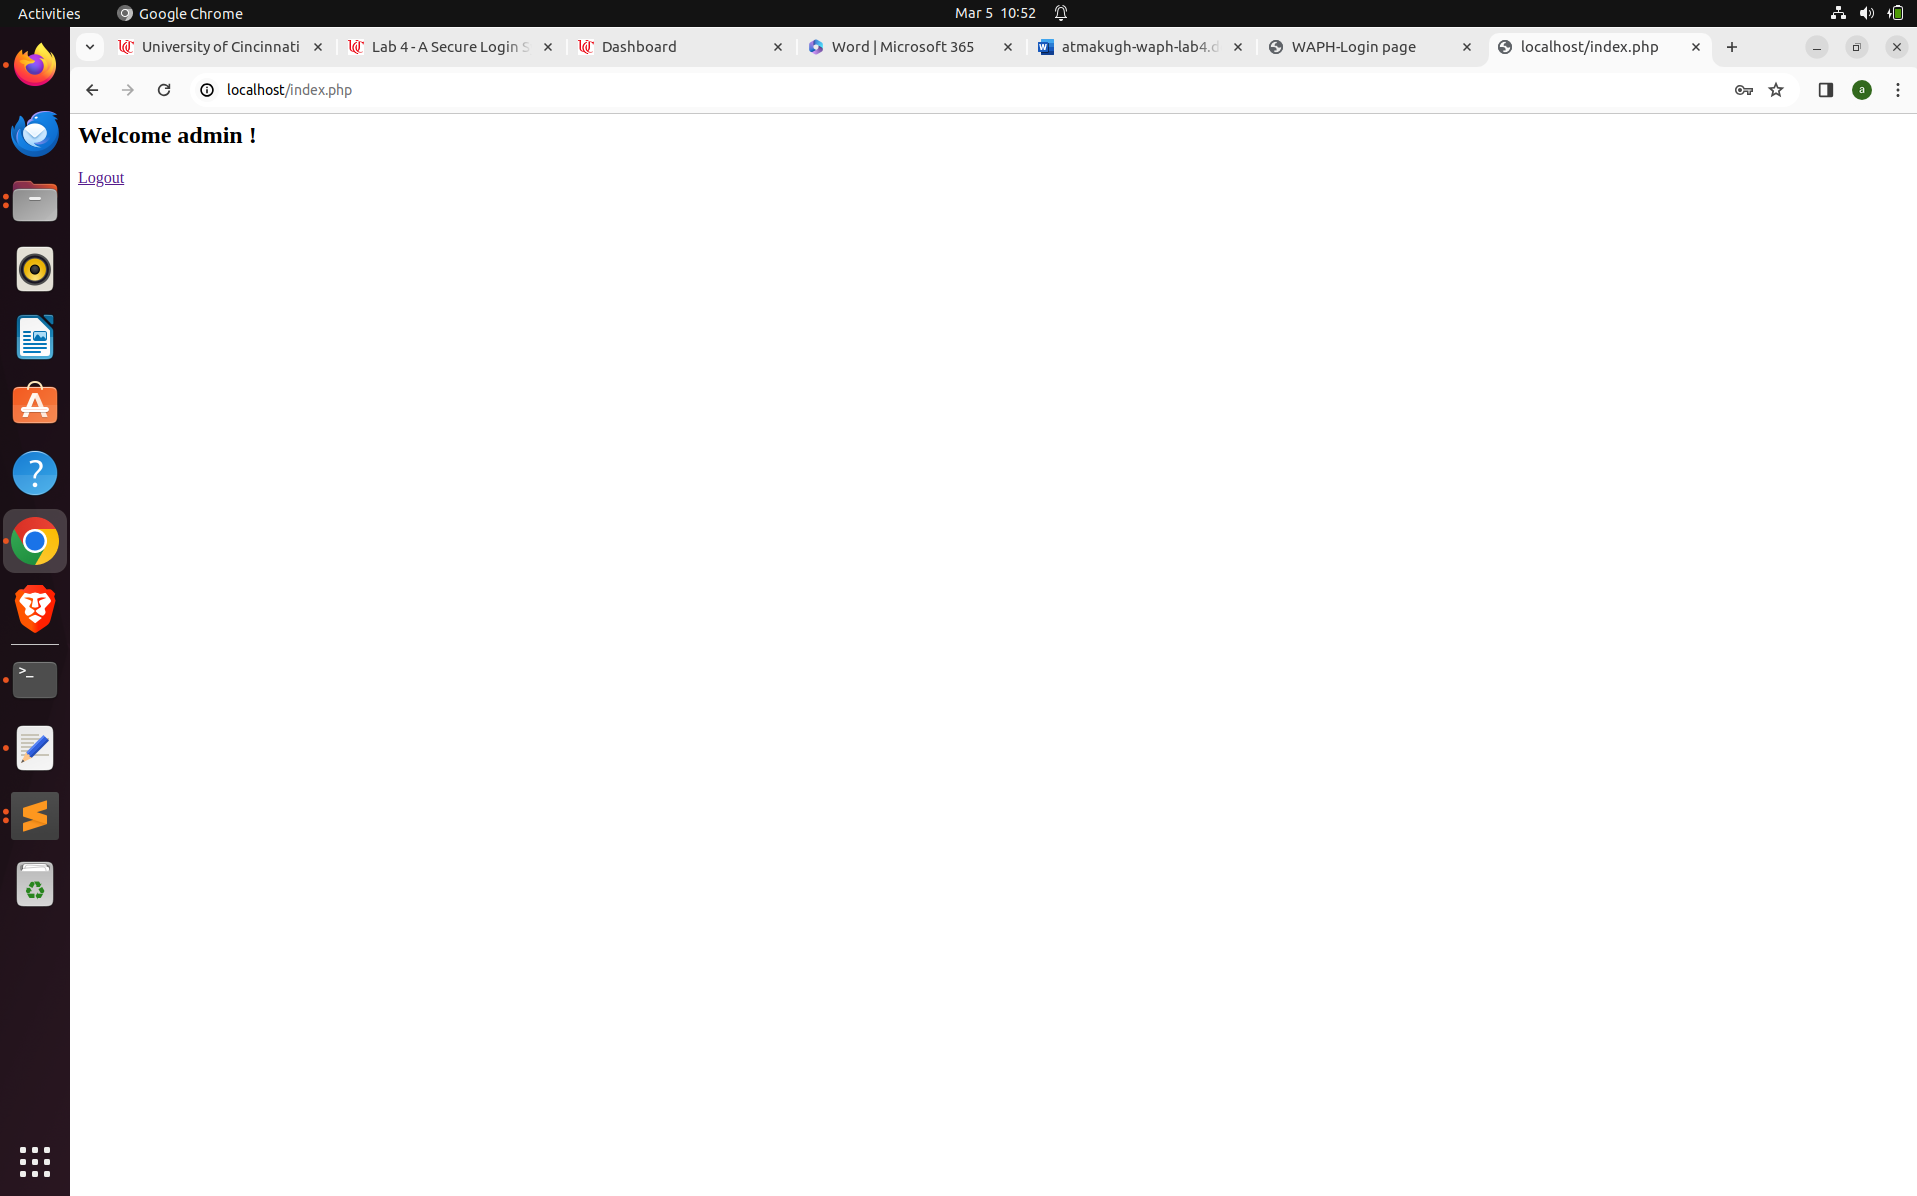 Activities
Google Chrome
Mar 5 10:52
University of Cincinnati
Lab 4 - A Secure Login S
Dashboard
Word | Microsoft 365
atmakugh-waph-lab4.d
WAPH-Login page
localhost/index.php
localhost/index.php
a
Welcome admin !
Logout